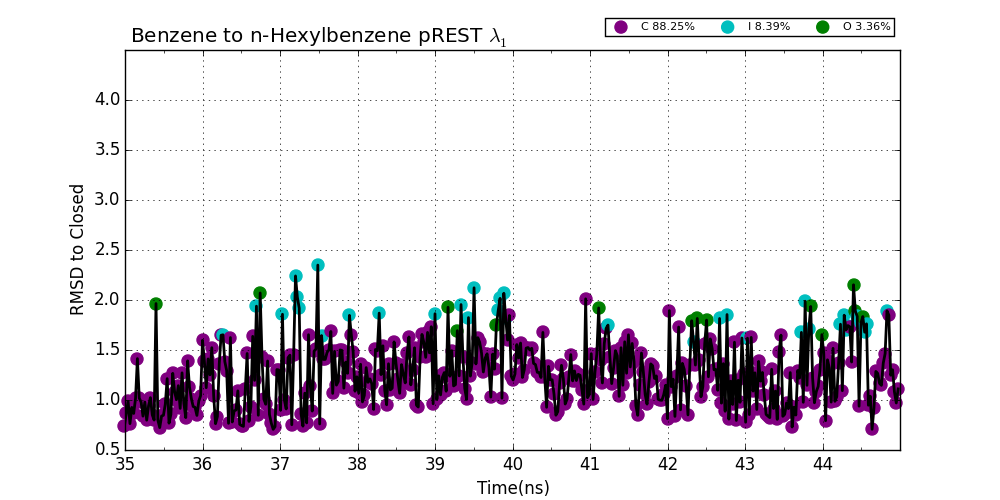 Benzene to n-Hexylbenzene pREST λ₁
C 88.25% I 8.39% O 3.36%
RMSD to Closed
4.0
3.5
3.0
2.5
2.0
1.5
1.0
0.5
35 36 37 38 39 40 41 42 43 44
Time(ns)